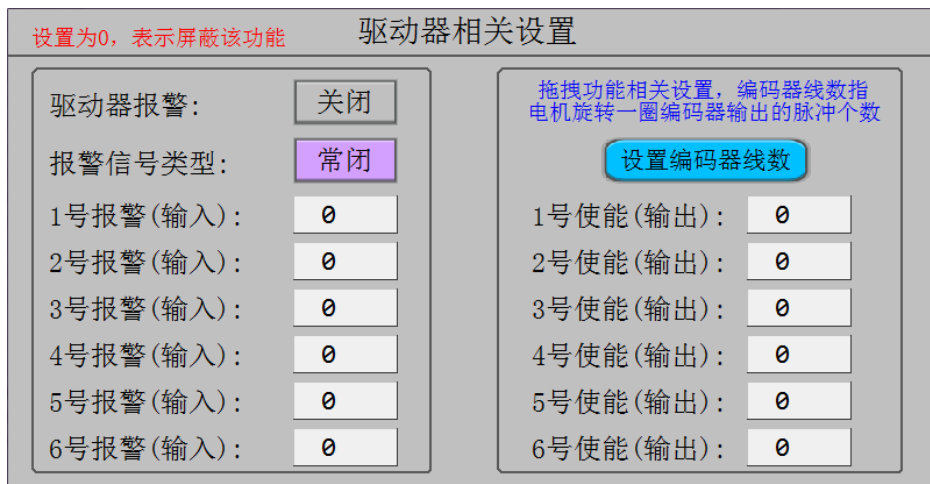 设置为0，表示屏蔽该功能
驱动器相关设置
驱动器报警:
关闭
报警信号类型:
常闭
1号报警(输入):
0
2号报警(输入):
0
3号报警(输入):
0
4号报警(输入):
0
5号报警(输入):
0
6号报警(输入):
0
拖拽功能相关设置，编码器线数指
电机旋转一圈编码器输出的脉冲个数
设置编码器线数
1号使能(输出):
0
2号使能(输出):
0
3号使能(输出):
0
4号使能(输出):
0
5号使能(输出):
0
6号使能(输出):
0